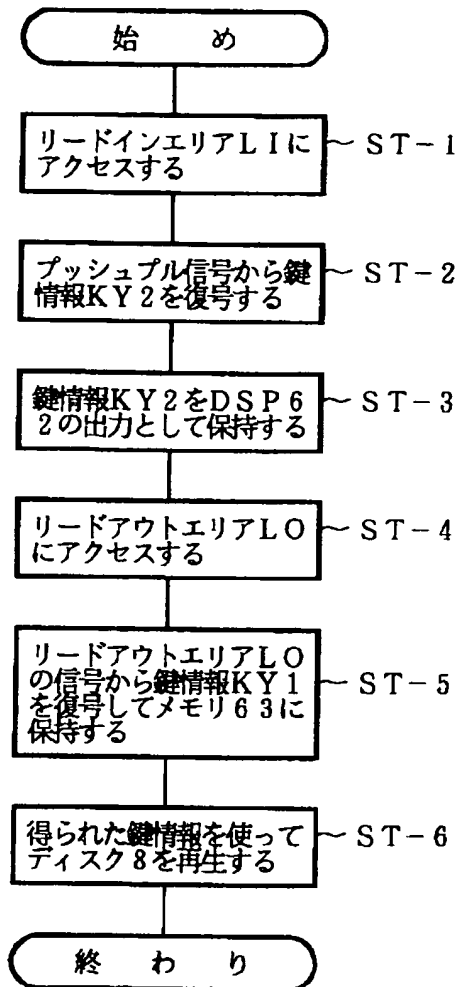 始 め
リードインエリアLIに ～ ST-1
アクセスする
プッシュプル信号から鍵 ～ ST-2
情報KY2を復号する
鍵情報KY2をDSP6 ～ ST-3
2の出力として保持する
リードアウトエリアLO ～ ST-4
にアクセスする
リードアウトエリアLO
の信号から鍵情報KY1 ～ ST-5
を復号してメモリ63に
保持する
得られた鍵情報を使って ～ ST-6
ディスク8を再生する
終 わ り